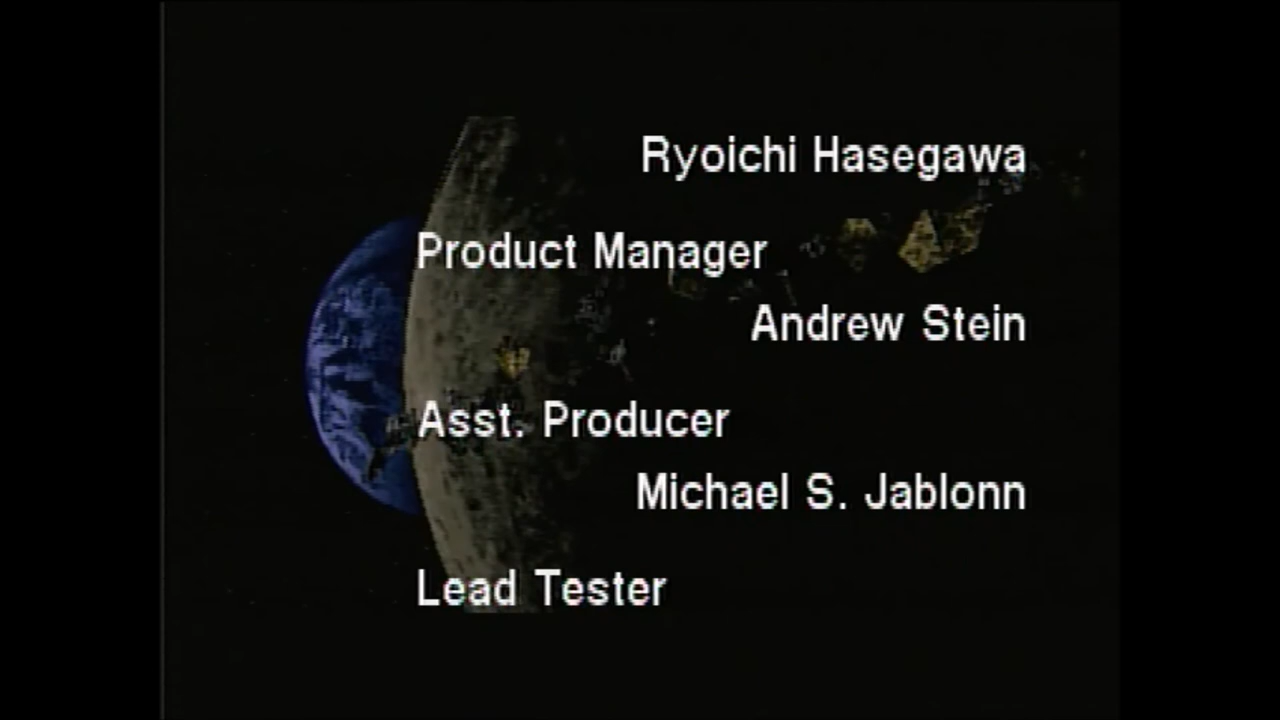 Ryoichi Hasegawa
Product Manager
Andrew Stein
Asst. Producer
Michael S. Jablonn
Lead Tester